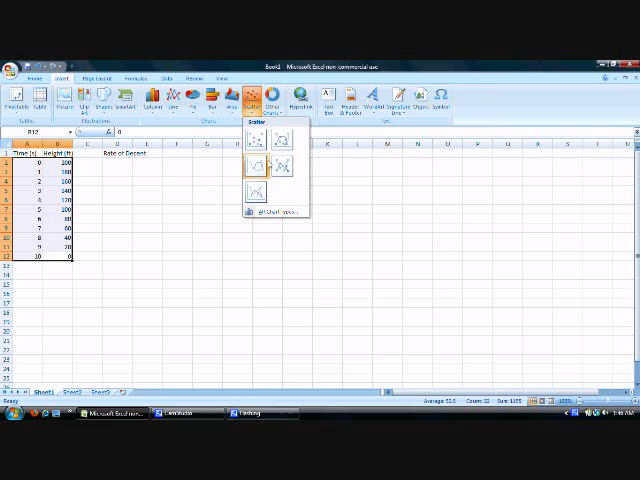 Book1 - Microsoft Excel non-commercial use
Home Insert Page Layout Formulas Data Review View
PivotTable Table Picture Clip Art Shapes SmartArt Column Line Pie Bar Area Scatter Other Charts Hyperlink Text Box Header & Footer WordArt Signature Line Object Symbol
Tables Illustrations Charts Links Text
B12 fx 0
Scatter
All Chart Types...
A B C D E F K L M N O P Q R S T U
1 Time (s) Height (ft) Rate of Decent
2 0 200
3 1 180
4 2 160
5 3 140
6 4 120
7 5 100
8 6 80
9 7 60
10 8 40
11 9 20
12 10 0
13
14
15
16
17
18
19
20
21
22
23
24
25
Sheet1 Sheet2 Sheet3
Ready Average: 52.5 Count: 22 Sum: 1155 100%
Microsoft Excel non... CamStudio Flashing 1:46 AM